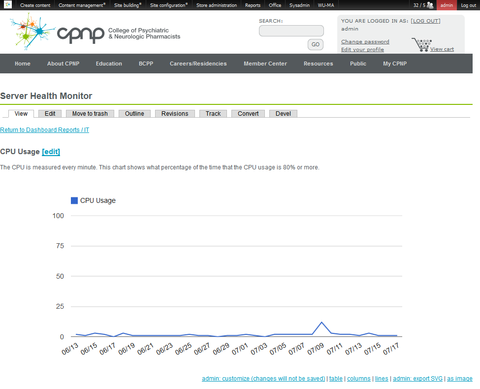 Create content Content management Site building Site configuration Store administration Reports Office Sysadmin WU-MA 32 / 5 admin Log out
cpnp College of Psychiatric
& Neurologic Pharmacists
SEARCH:
GO
YOU ARE LOGGED IN AS: [LOG OUT]
admin
Change password
Edit your profile
View cart
Home About CPNP Education BCPP Careers/Residencies Member Center Resources Public My CPNP
Server Health Monitor
View Edit Move to trash Outline Revisions Track Convert Devel
Return to Dashboard Reports / IT
CPU Usage [edit]
The CPU is measured every minute. This chart shows what percentage of the time that the CPU usage is 80% or more.
CPU Usage
100
75
50
25
0
06/13 06/15 06/17 06/19 06/21 06/23 06/25 06/27 06/29 07/01 07/03 07/05 07/07 07/09 07/11 07/13 07/15 07/17
admin: customize (changes will not be saved) | table | columns | lines | admin: export SVG | as image